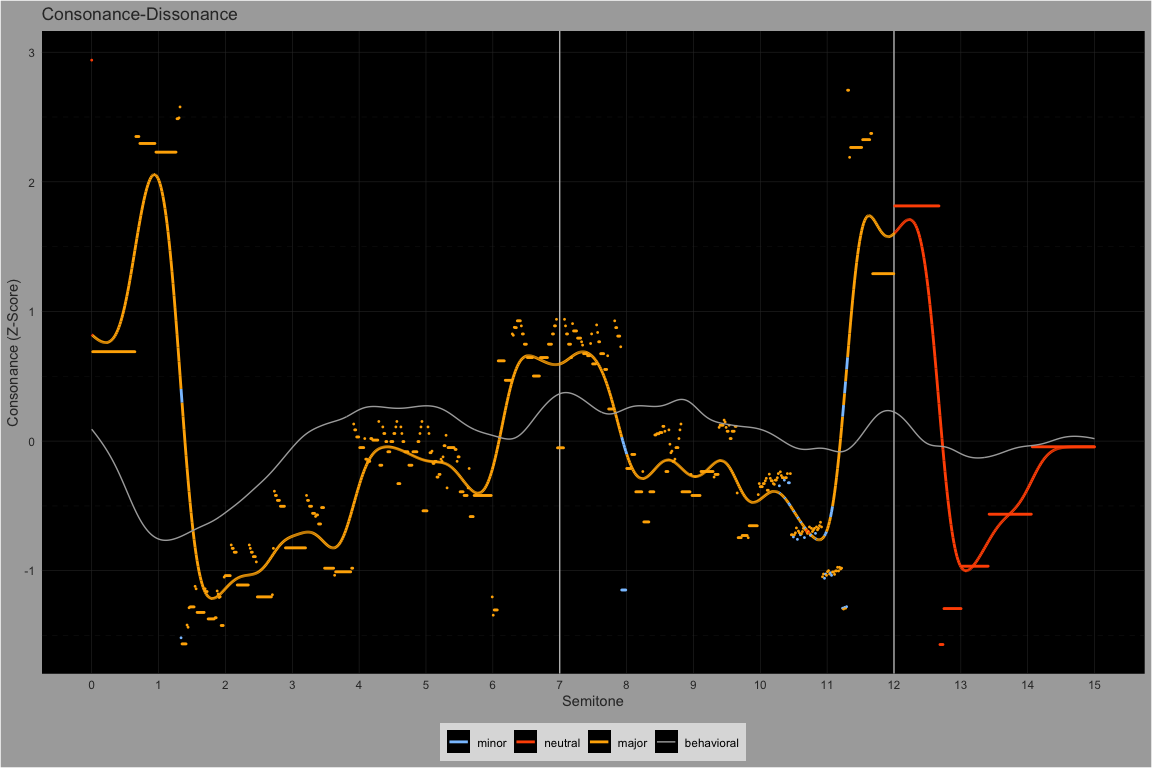 Consonance-Dissonance
Consonance (Z-Score)
3
2
1
0
-1
0 1 2 3 4 5 6 7 8 9 10 11 12 13 14 15
Semitone
minor neutral major behavioral